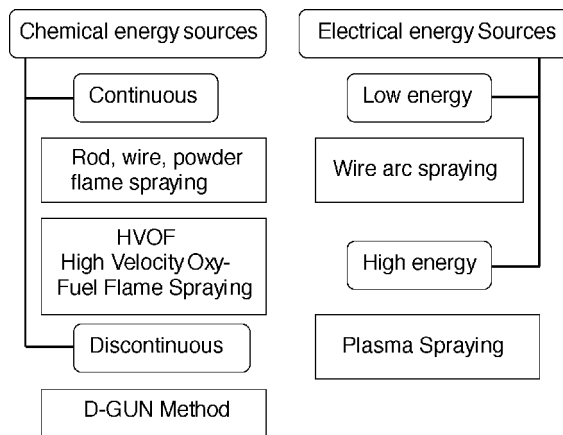 Chemical energy sources
Continuous
Rod, wire, powder
flame spraying
HVOF
High Velocity Oxy-
Fuel Flame Spraying
Discontinuous
D-GUN Method
Electrical energy Sources
Low energy
Wire arc spraying
High energy
Plasma Spraying